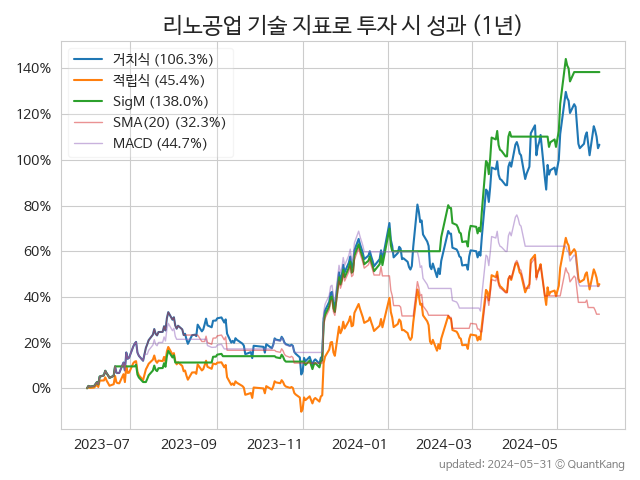 리노공업 기술 지표로 투자 시 성과 (1년)
거치식 (106.3%)
적립식 (45.4%)
SigM (138.0%)
SMA(20) (32.3%)
MACD (44.7%)
140%
120%
100%
80%
60%
40%
20%
0%
2023-07 2023-09 2023-11 2024-01 2024-03 2024-05
updated: 2024-05-31 ⓒ QuantKang